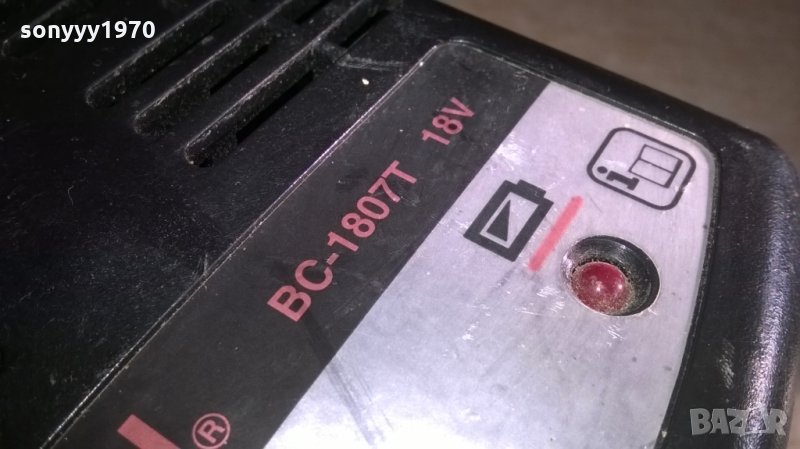 sonyyy1970
BC-1807T 18V
i
®
BAZAR